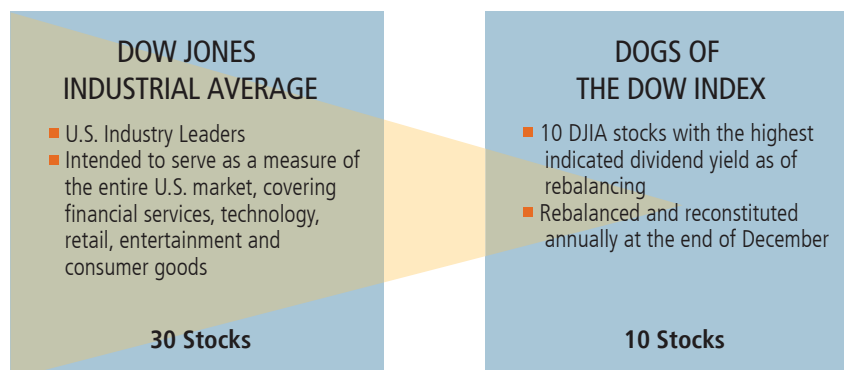 DOW JONES
INDUSTRIAL AVERAGE
■ U.S. Industry Leaders
■ Intended to serve as a measure of
the entire U.S. market, covering
financial services, technology,
retail, entertainment and
consumer goods
30 Stocks
DOGS OF
THE DOW INDEX
■ 10 DJIA stocks with the highest
indicated dividend yield as of
rebalancing
■ Rebalanced and reconstituted
annually at the end of December
10 Stocks